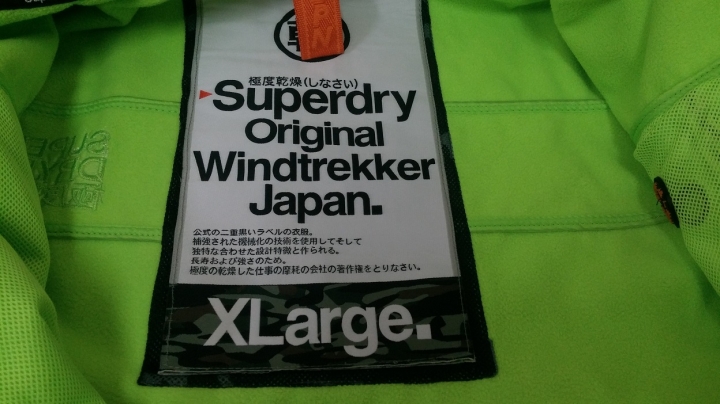 極度乾燥(しなさい)
Superdry
Original
Windtrekker
Japan.
公式の二重黒いラベルの衣服。
補強された機械化の技術を使用してそして
独特な合わせた設計特徴と作られる。
長寿および強さのため。
極度の乾燥した仕事の摩耗の会社の著作権をとりなさい。
XLarge.